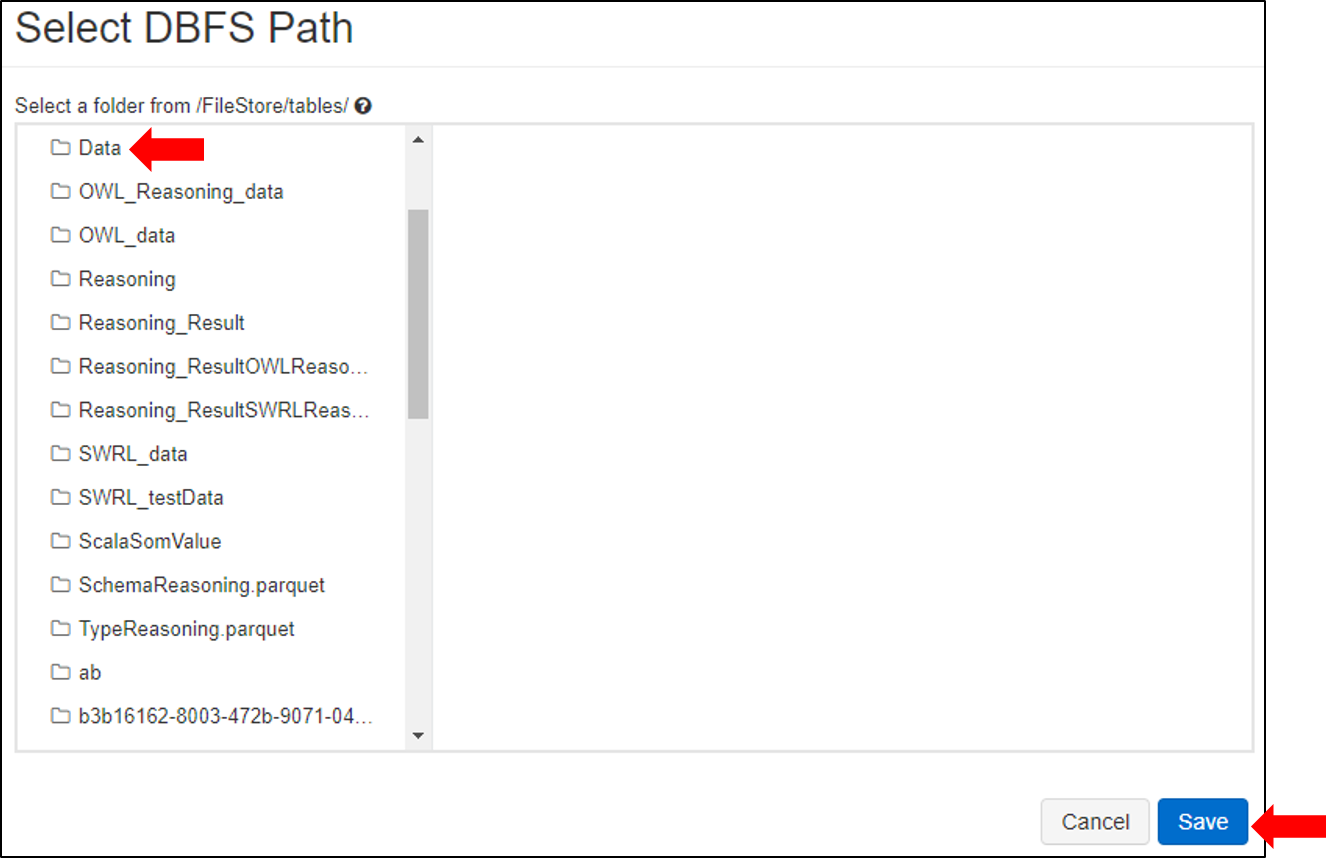 Select DBFS Path
Select a folder from /FileStore/tables/ ?
Data
OWL_Reasoning_data
OWL_data
Reasoning
Reasoning_Result
Reasoning_ResultOWLReaso...
Reasoning_ResultSWRLReas...
SWRL_data
SWRL_testData
ScalaSomValue
SchemaReasoning.parquet
TypeReasoning.parquet
ab
b3b16162-8003-472b-9071-04...
Cancel Save